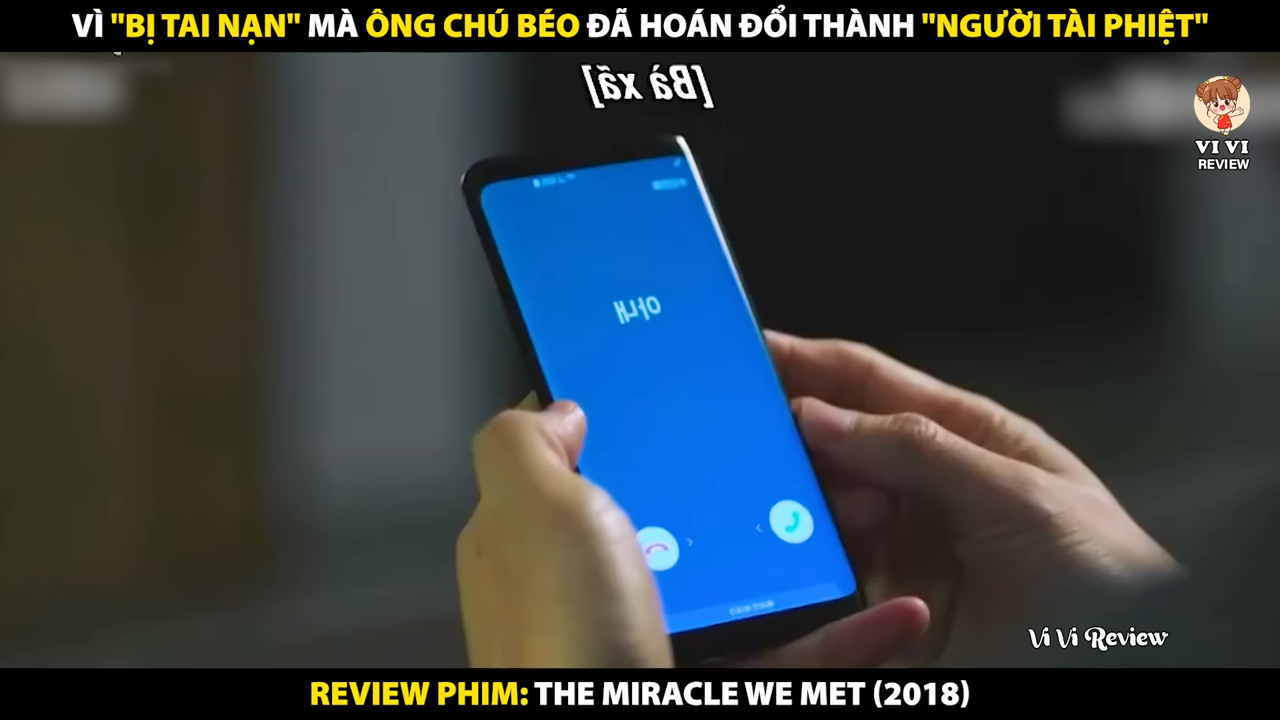 VÌ "BỊ TAI NẠN" MÀ ÔNG CHÚ BÉO ĐÃ HOÁN ĐỔI THÀNH "NGƯỜI TÀI PHIỆT"
[Bà xã]
VI VI
REVIEW
아내
Vi Vi Review
REVIEW PHIM: THE MIRACLE WE MET (2018)